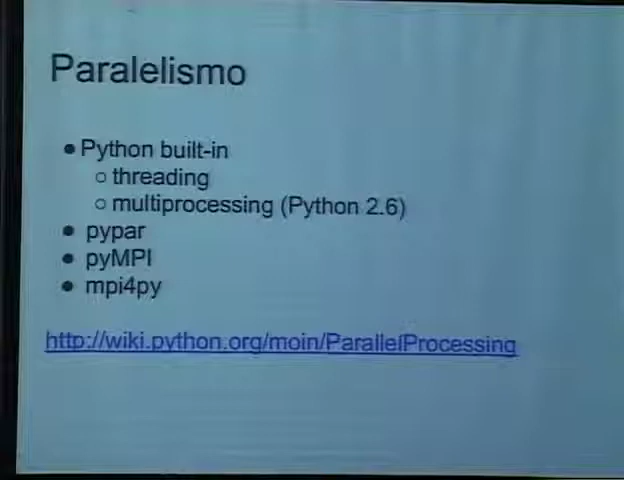 Paralelismo
● Python built-in
○ threading
○ multiprocessing (Python 2.6)
● pypar
● pyMPI
● mpi4py
http://wiki.python.org/moin/ParallelProcessing